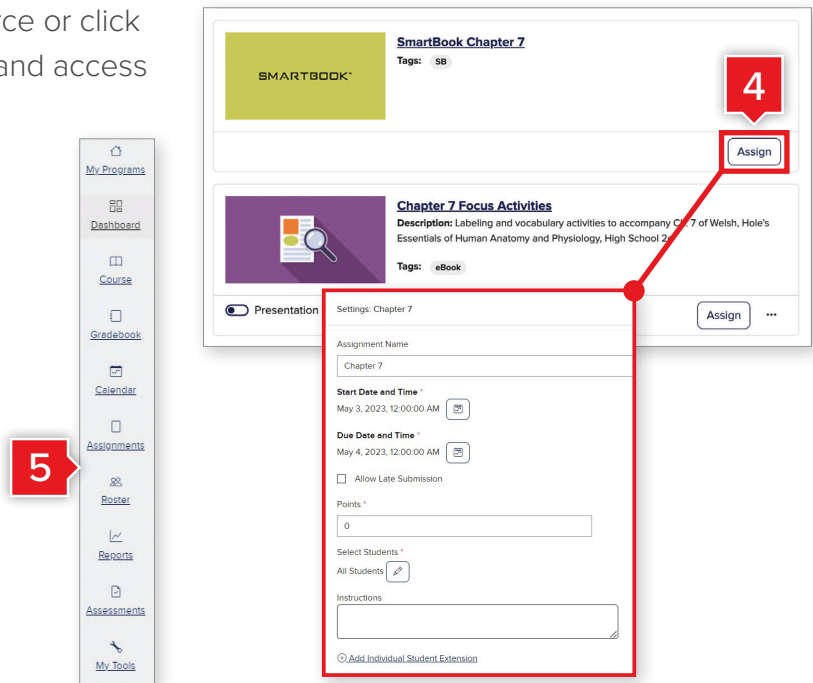 rce or click
and access
SMARTBOOK®
SmartBook Chapter 7
Tags: SB
4
Assign
Chapter 7 Focus Activities
Description: Labeling and vocabulary activities to accompany 7 of Welsh, Hole's
Essentials of Human Anatomy and Physiology, High School
Tags: eBook
Presentation
Assign ...
Settings: Chapter 7
Assignment Name
Chapter 7
Start Date and Time *
May 3, 2023, 12:00:00 AM
Due Date and Time *
May 4, 2023, 12:00:00 AM
Allow Late Submission
Points *
0
Select Students *
All Students
Instructions
Add Individual Student Extension
My Programs
Dashboard
Course
Gradebook
Calendar
Assignments
5
Roster
Reports
Assessments
My Tools